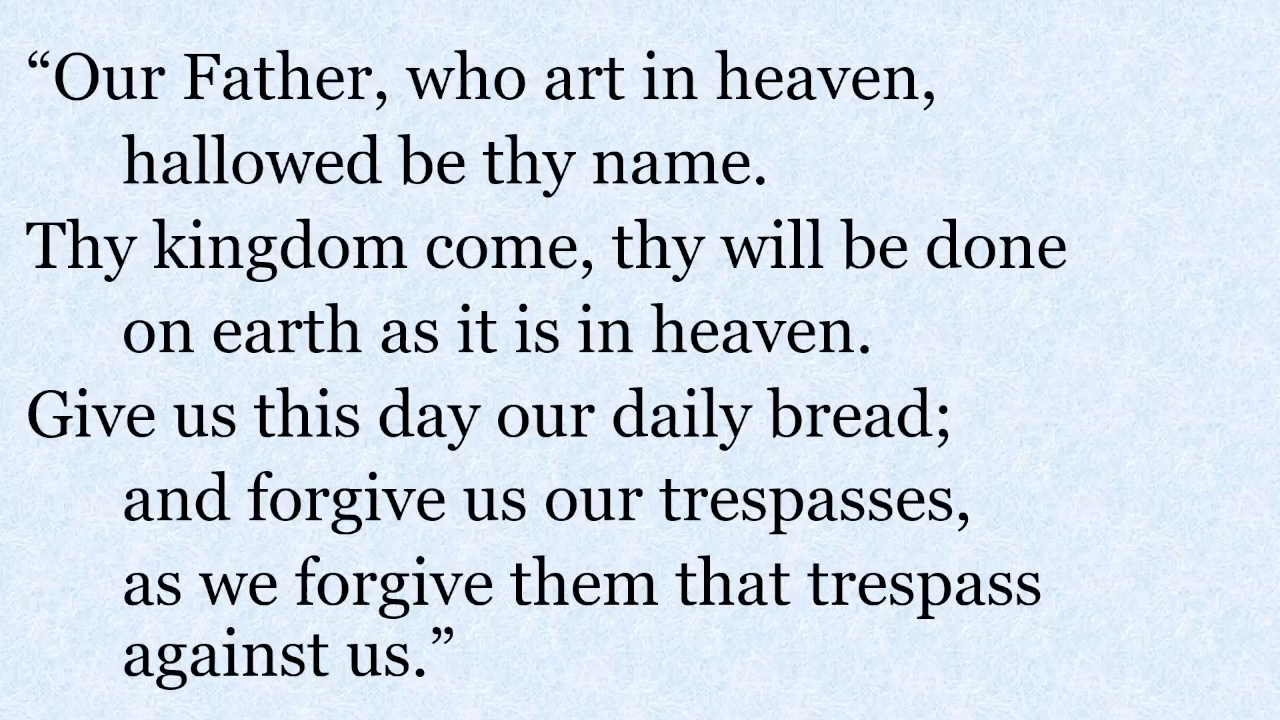 “Our Father, who art in heaven,
hallowed be thy name.
Thy kingdom come, thy will be done
on earth as it is in heaven.
Give us this day our daily bread;
and forgive us our trespasses,
as we forgive them that trespass
against us.”